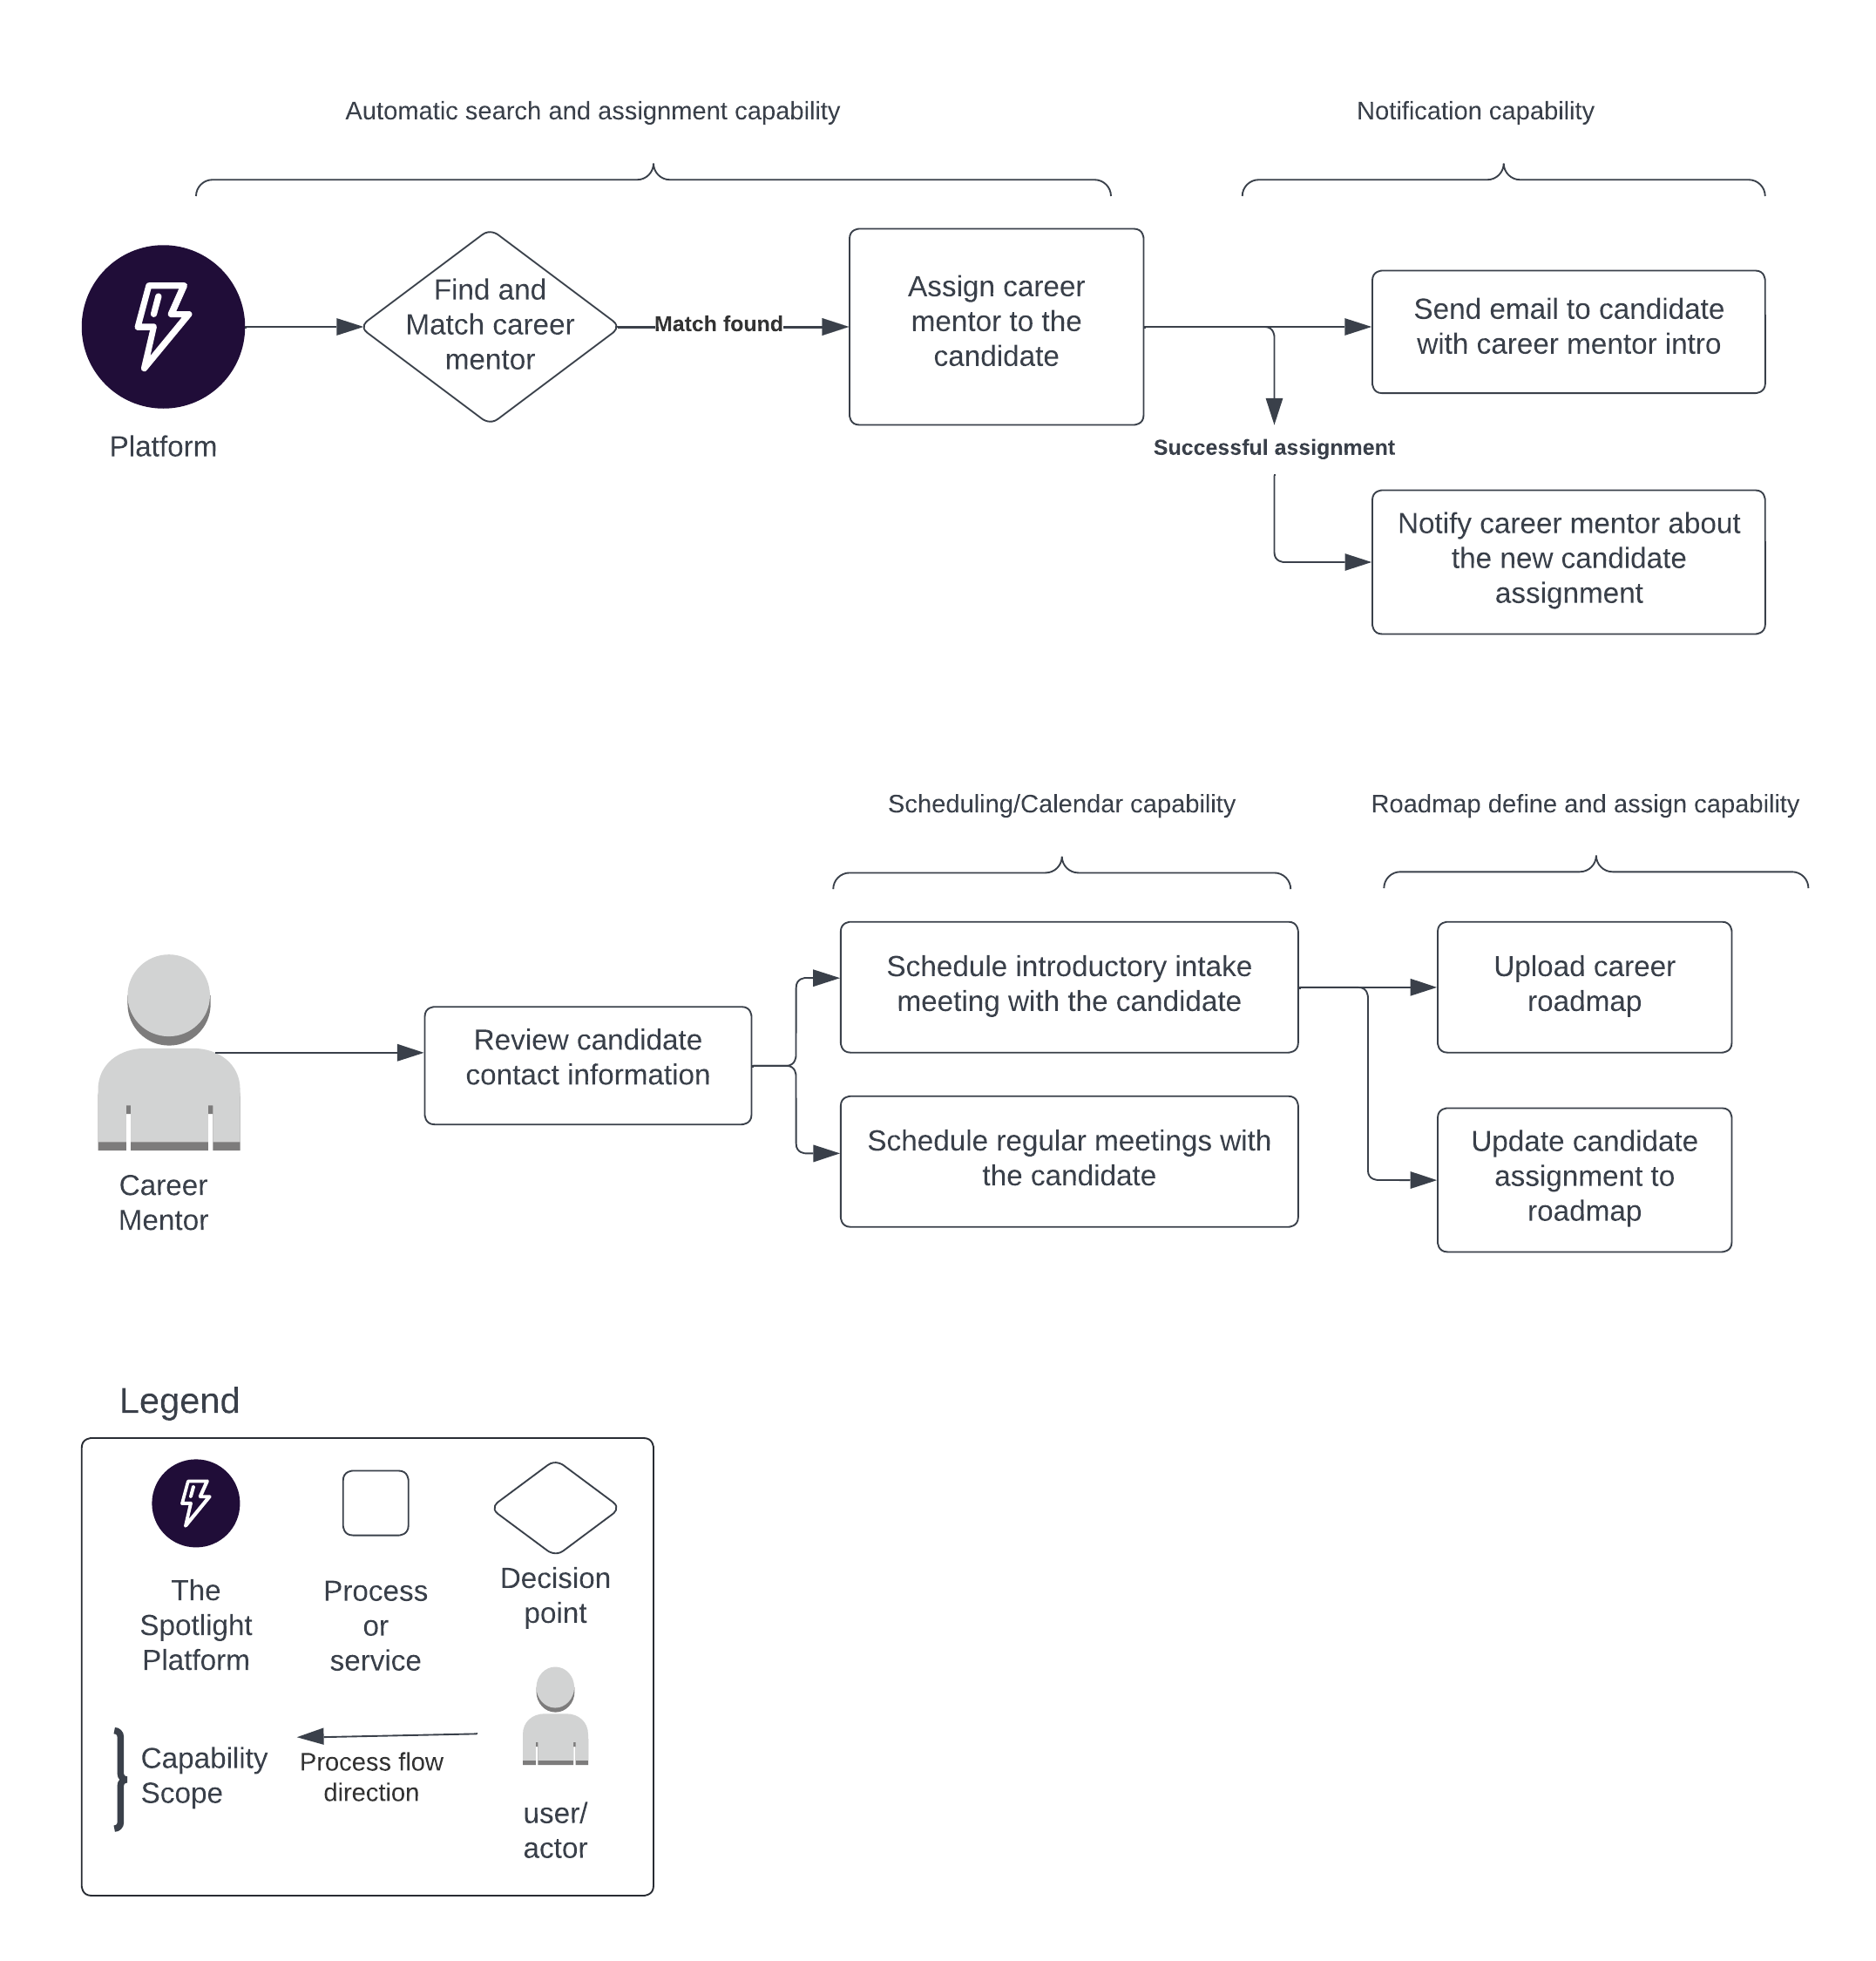 Automatic search and assignment capability
Notification capability
Find and
Match career
mentor
Match found
Assign career
mentor to the
candidate
Send email to candidate
with career mentor intro
Platform
Successful assignment
Notify career mentor about
the new candidate
assignment
Scheduling/Calendar capability
Roadmap define and assign capability
Review candidate
contact information
Schedule introductory intake
meeting with the candidate
Upload career
roadmap
Schedule regular meetings with
the candidate
Update candidate
assignment to
roadmap
Career
Mentor
Legend
The
Spotlight
Platform
Process
or
service
Decision
point
Capability
Scope
Process flow
direction
user/
actor